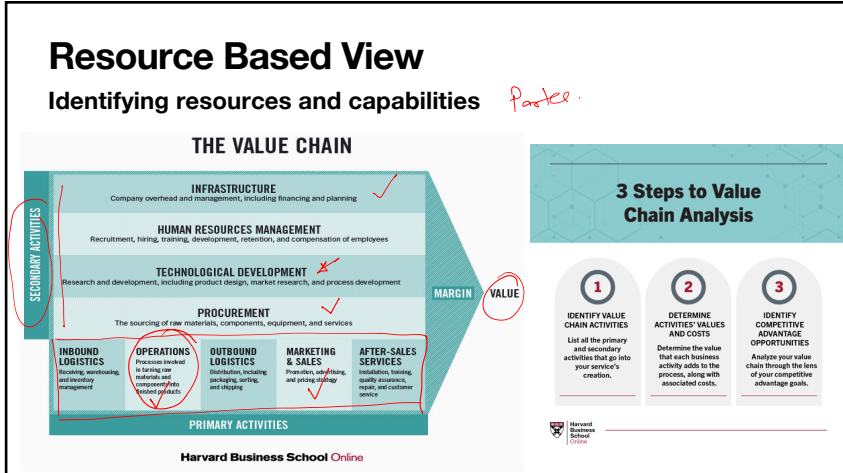 Resource Based View
Identifying resources and capabilities
THE VALUE CHAIN
SECONDARY ACTIVITIES
INFRASTRUCTURE
Company overhead and management, including financing and planning
HUMAN RESOURCES MANAGEMENT
Recruitment, hiring, training, development, retention, and compensation of employees
TECHNOLOGICAL DEVELOPMENT
Research and development, including product design, market research, and process development
PROCUREMENT
The sourcing of raw materials, components, equipment, and services
MARGIN
VALUE
INBOUND
LOGISTICS
Receiving, warehousing,
and inventory
management
OPERATIONS
Processes involved
in turning raw
materials and
components into
finished products
OUTBOUND
LOGISTICS
Distribution, including
packaging, sorting,
and shipping
MARKETING
& SALES
Promotion, advertising,
and pricing strategy
AFTER-SALES
SERVICES
Installation, training,
quality assurance,
repair, and customer
service
PRIMARY ACTIVITIES
Harvard Business School Online
3 Steps to Value
Chain Analysis
1
IDENTIFY VALUE
CHAIN ACTIVITIES
List all the primary
and secondary
activities that go into
your service's
creation.
2
DETERMINE
ACTIVITIES' VALUES
AND COSTS
Determine the value
that each business
activity adds to the
process, along with
associated costs.
3
IDENTIFY
COMPETITIVE
ADVANTAGE
OPPORTUNITIES
Analyze your value
chain through the lens
of your competitive
advantage goals.
Harvard
Business
School
Online